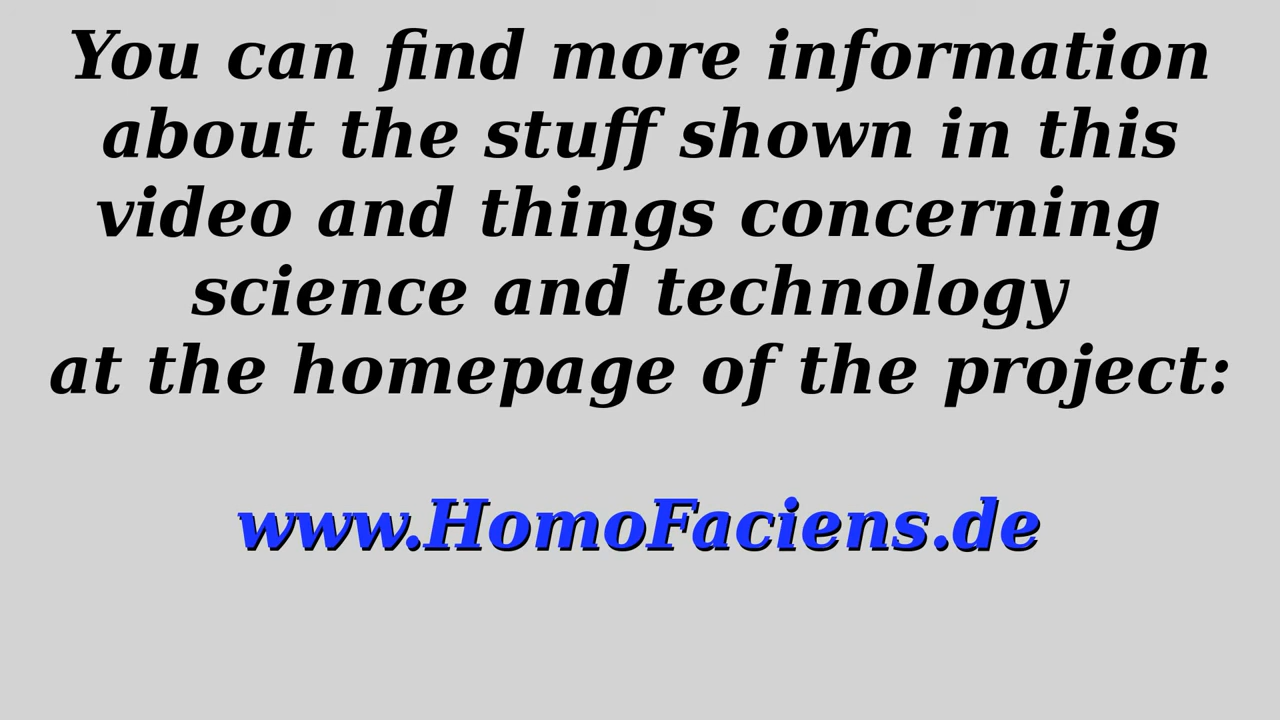 You can find more information
about the stuff shown in this
video and things concerning
science and technology
at the homepage of the project:
www.HomoFaciens.de